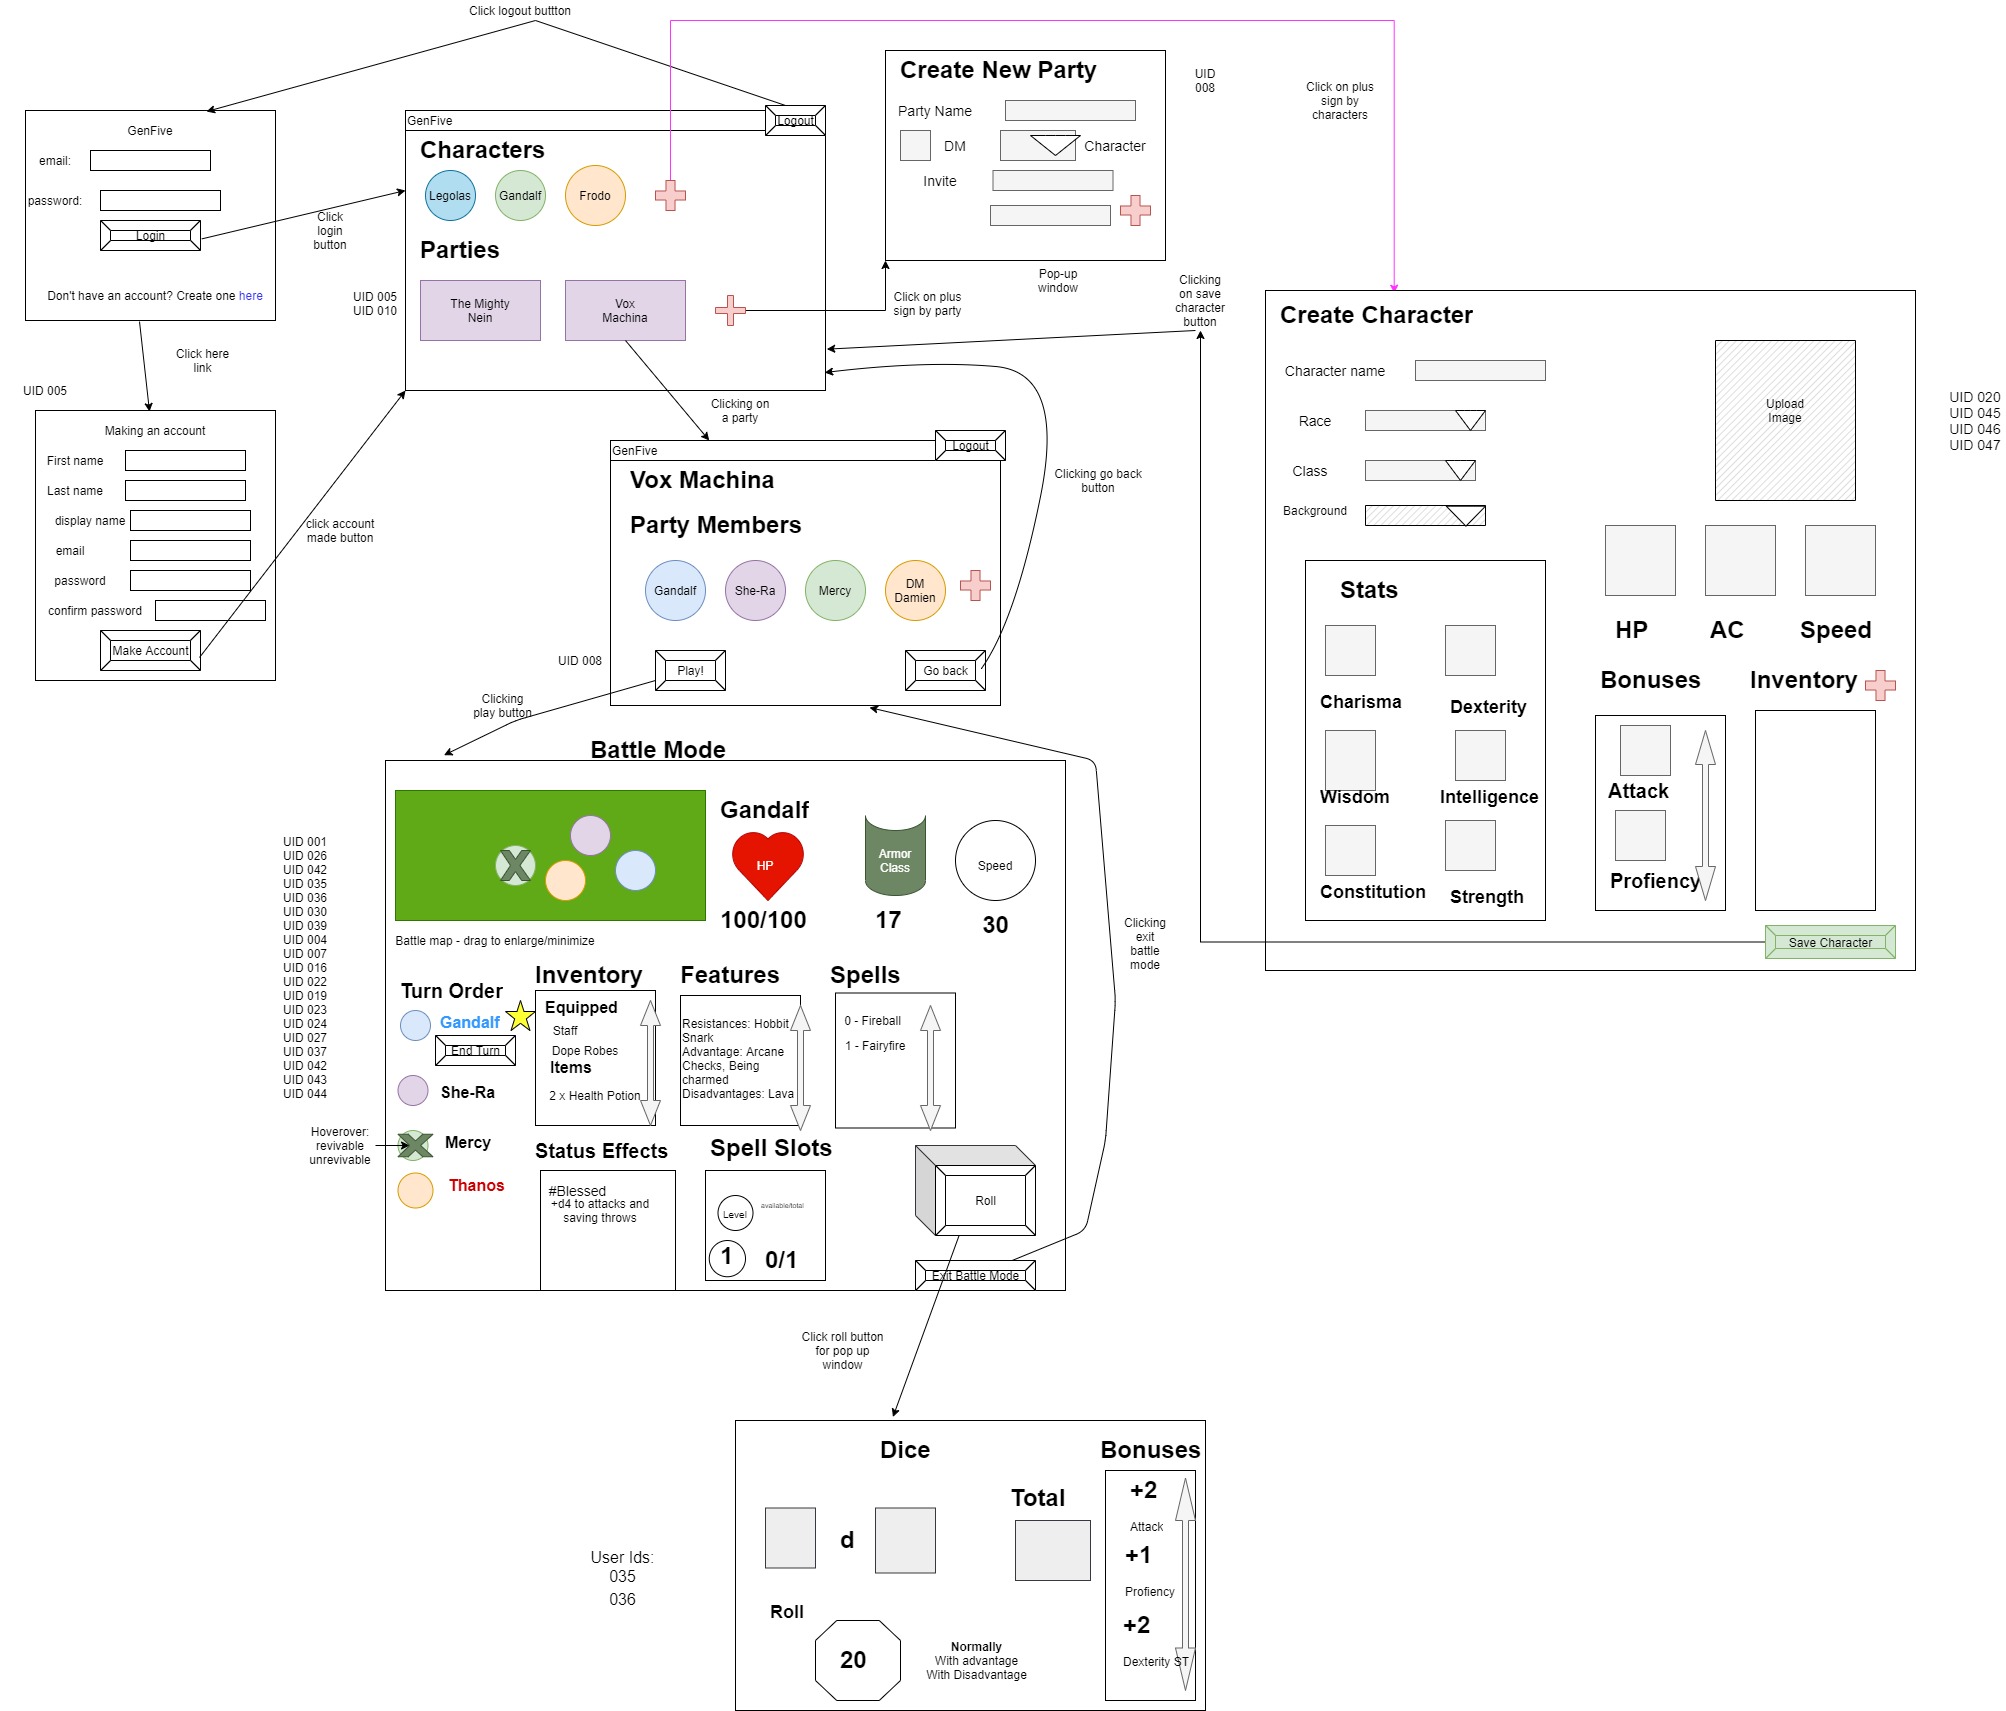 Click logout buttton
GenFive
email:
password:
Login
Don't have an account? Create one here
Click
login
button
Click here
link
UID 005
Making an account
First name
Last name
display name
email
password
confirm password
Make Account
click account
made button
GenFive
Logout
Characters
Legolas
Gandalf
Frodo
Parties
The Mighty
Nein
Vox
Machina
UID 005
UID 010
Click on plus
sign by party
Create New Party
Party Name
DM
Character
Invite
UID
008
Pop-up
window
Click on plus
sign by
characters
Clicking
on save
character
button
Clicking on
a party
GenFive
Logout
Vox Machina
Party Members
Gandalf
She-Ra
Mercy
DM
Damien
Play!
Go back
UID 008
Clicking go back
button
Clicking
play button
Create Character
Character name
Race
Class
Background
Upload
Image
UID 020
UID 045
UID 046
UID 047
Stats
Charisma
Dexterity
Wisdom
Intelligence
Constitution
Strength
HP
AC
Speed
Bonuses
Inventory
Attack
Profiency
Save Character
Battle Mode
Gandalf
HP
100/100
Armor
Class
17
Speed
30
Battle map - drag to enlarge/minimize
UID 001
UID 026
UID 042
UID 035
UID 036
UID 030
UID 039
UID 004
UID 007
UID 016
UID 022
UID 019
UID 023
UID 024
UID 027
UID 037
UID 042
UID 043
UID 044
Turn Order
Gandalf
End Turn
She-Ra
Mercy
Thanos
Hoverover:
revivable
unrevivable
Inventory
Equipped
Staff
Dope Robes
Items
2 x Health Potion
Features
Resistances: Hobbit
Snark
Advantage: Arcane
Checks, Being
charmed
Disadvantages: Lava
Spells
0 - Fireball
1 - Fairyfire
Status Effects
#Blessed
+d4 to attacks and
saving throws
Spell Slots
Level
available/total
1
0/1
Roll
Exit Battle Mode
Clicking
exit
battle
mode
Click roll button
for pop up
window
Dice
d
Total
Bonuses
+2
Attack
+1
Profiency
+2
Dexterity ST
Roll
20
Normally
With advantage
With Disadvantage
User Ids:
035
036